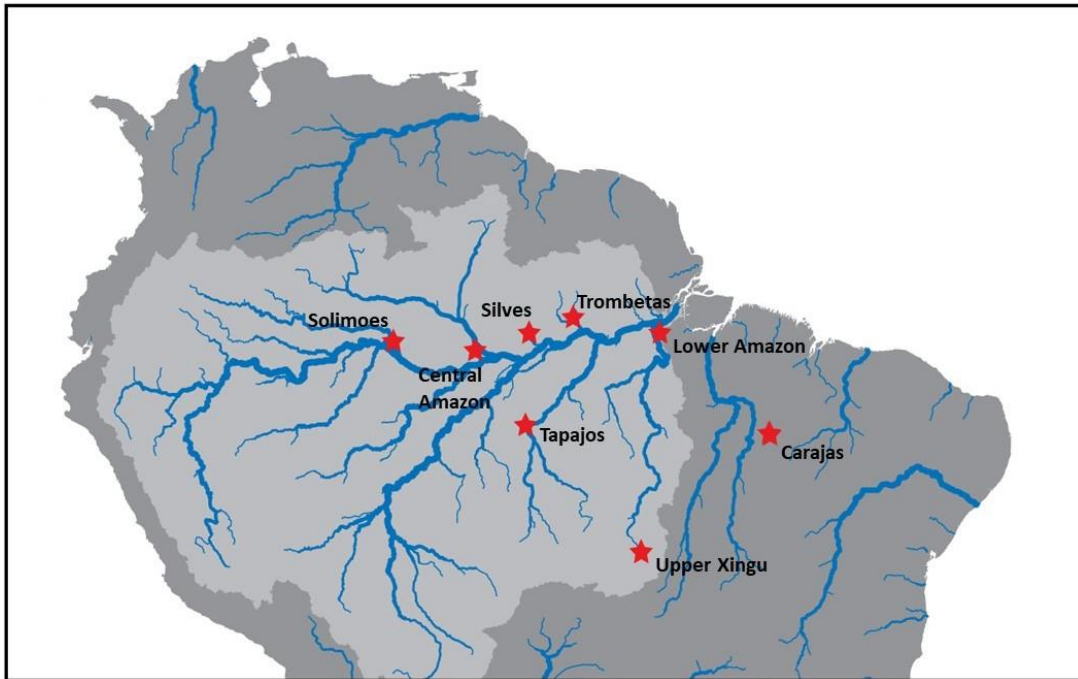 Trombetas
Silves
Solimoes
Lower Amazon
Central
Amazon
Tapajos
Carajas
Upper Xingu